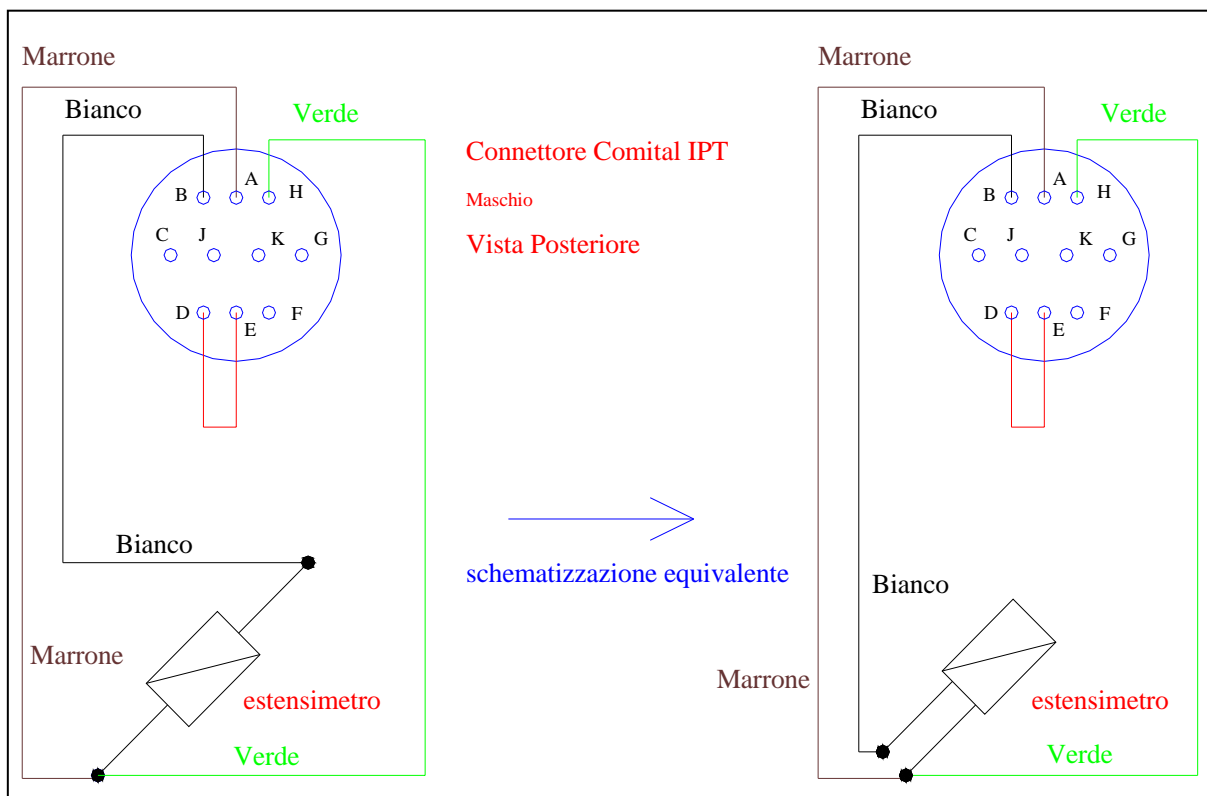 Marrone
Bianco
Verde
B
A
H
C
J
K
G
D
E
F
Bianco
Marrone
estensimetro
Verde
Connettore Comital IPT
Maschio
Vista Posteriore
schematizzazione equivalente
Marrone
Bianco
Verde
B
A
H
C
J
K
G
D
E
F
Bianco
Marrone
estensimetro
Verde